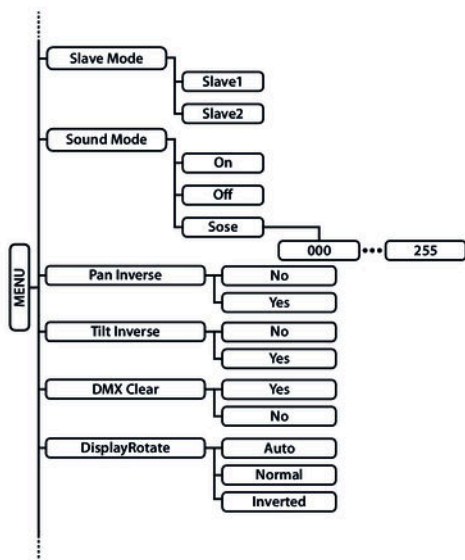 Slave Mode
Slave1
Slave2
Sound Mode
On
Off
Sose
000 •••• 255
MENU
Pan Inverse
No
Yes
Tilt Inverse
No
Yes
DMX Clear
Yes
No
DisplayRotate
Auto
Normal
Inverted